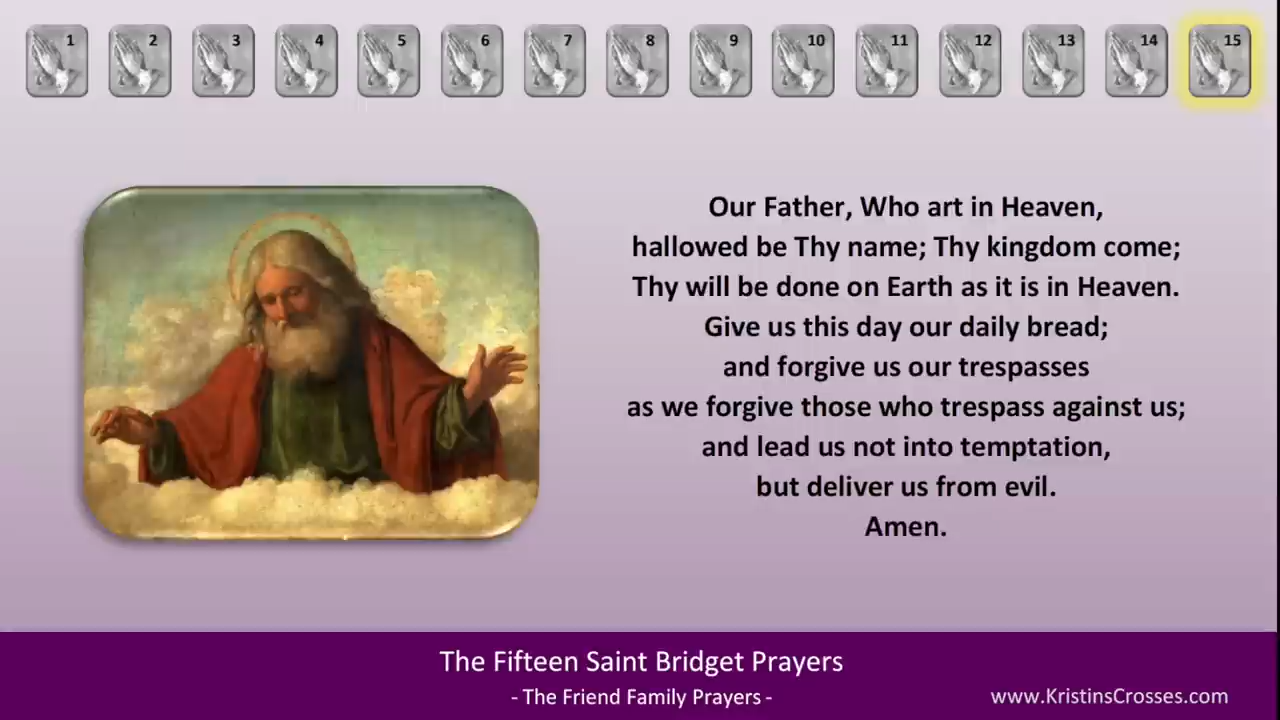 1 2 3 4 5 6 7 8 9 10 11 12 13 14 15
Our Father, Who art in Heaven,
hallowed be Thy name; Thy kingdom come;
Thy will be done on Earth as it is in Heaven.
Give us this day our daily bread;
and forgive us our trespasses
as we forgive those who trespass against us;
and lead us not into temptation,
but deliver us from evil.
Amen.
The Fifteen Saint Bridget Prayers
- The Friend Family Prayers -
www.KristinsCrosses.com